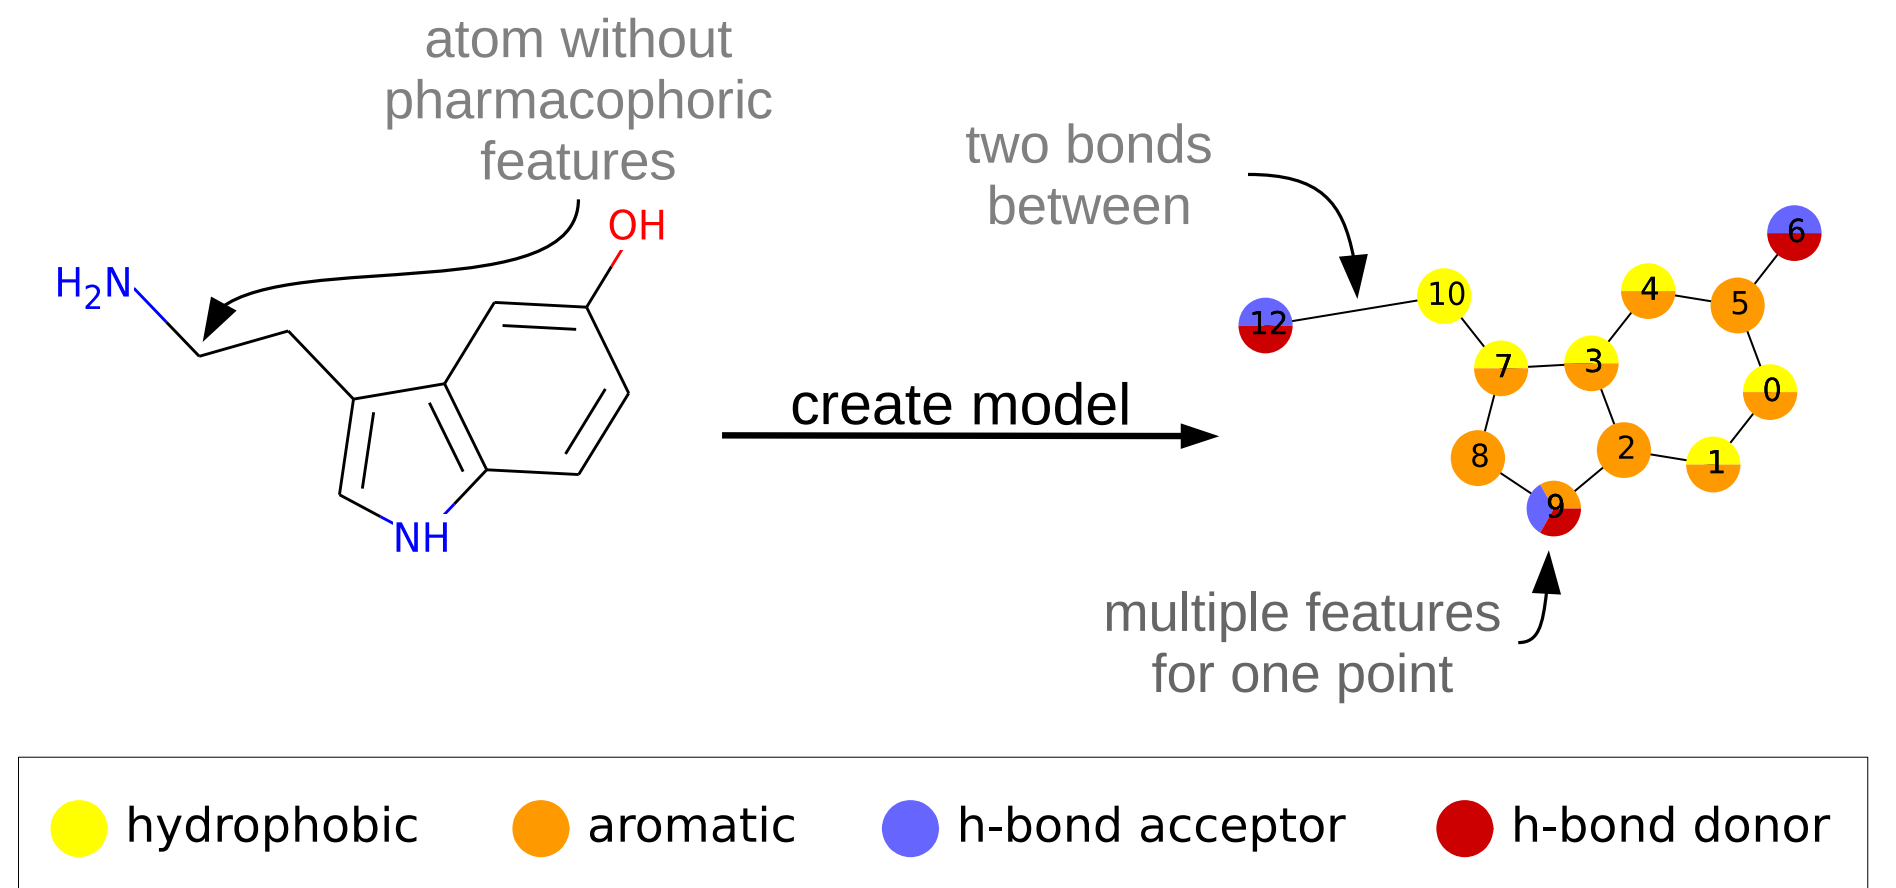 atom without
pharmacophoric
features
OH
H2N
NH
two bonds
between
create model
6
10
4
5
12
7
3
0
8
2
1
9
multiple features
for one point
hydrophobic
aromatic
h-bond acceptor
h-bond donor